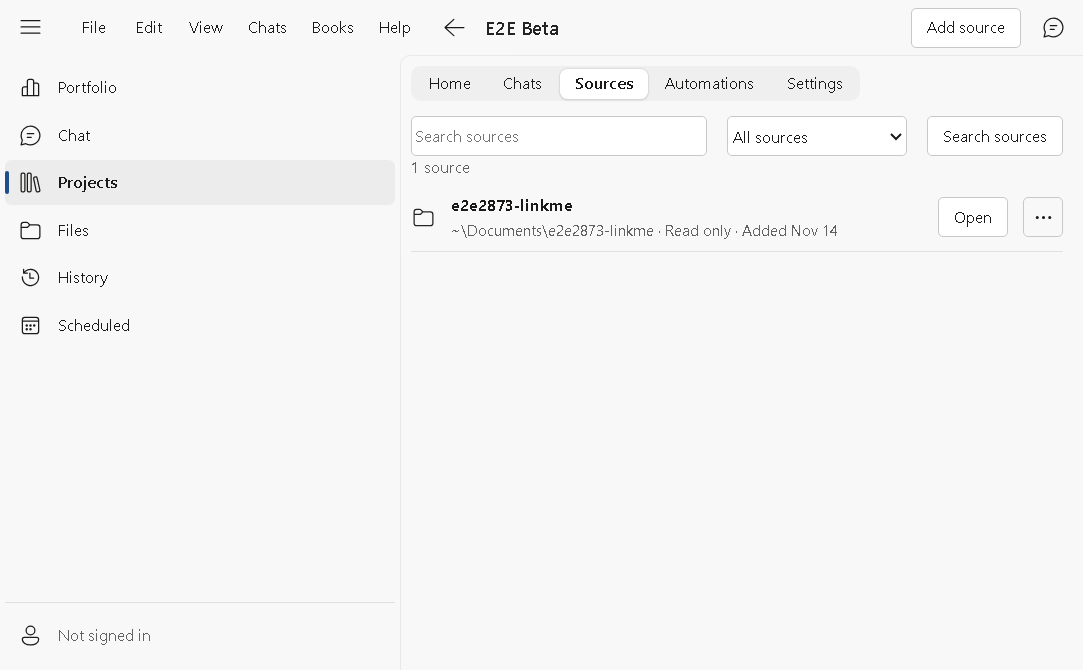 File Edit View Chats Books Help E2E Beta Add source
Portfolio
Chat
Projects
Files
History
Scheduled
Not signed in
Home Chats Sources Automations Settings
Search sources All sources Search sources
1 source
e2e2873-linkme
~\Documents\e2e2873-linkme · Read only · Added Nov 14
Open